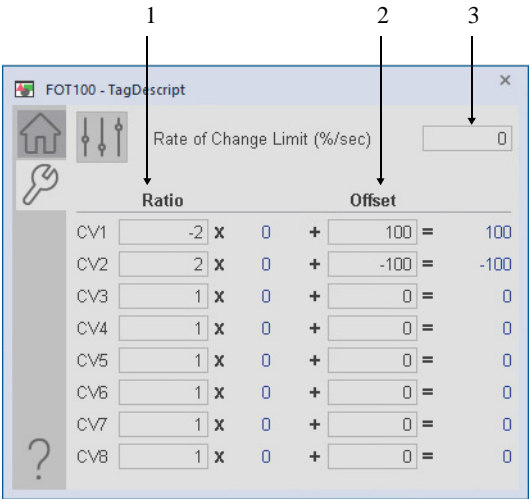 1 2 3
FOT100 - TagDescript ×
Rate of Change Limit (%/sec) 0
Ratio Offset
CV1 -2 x 0 + 100 = 100
CV2 2 x 0 + -100 = -100
CV3 1 x 0 + 0 = 0
CV4 1 x 0 + 0 = 0
CV5 1 x 0 + 0 = 0
CV6 1 x 0 + 0 = 0
CV7 1 x 0 + 0 = 0
CV8 1 x 0 + 0 = 0
?